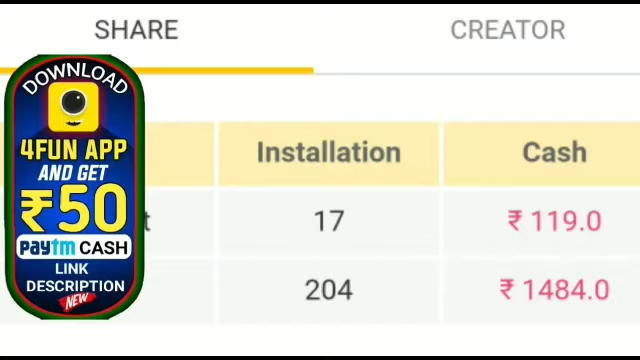 SHARE CREATOR
DOWNLOAD
4FUN APP
AND GET
₹50
Paytm CASH
LINK
DESCRIPTION
NEW
Installation Cash
t 17 ₹ 119.0
204 ₹ 1484.0